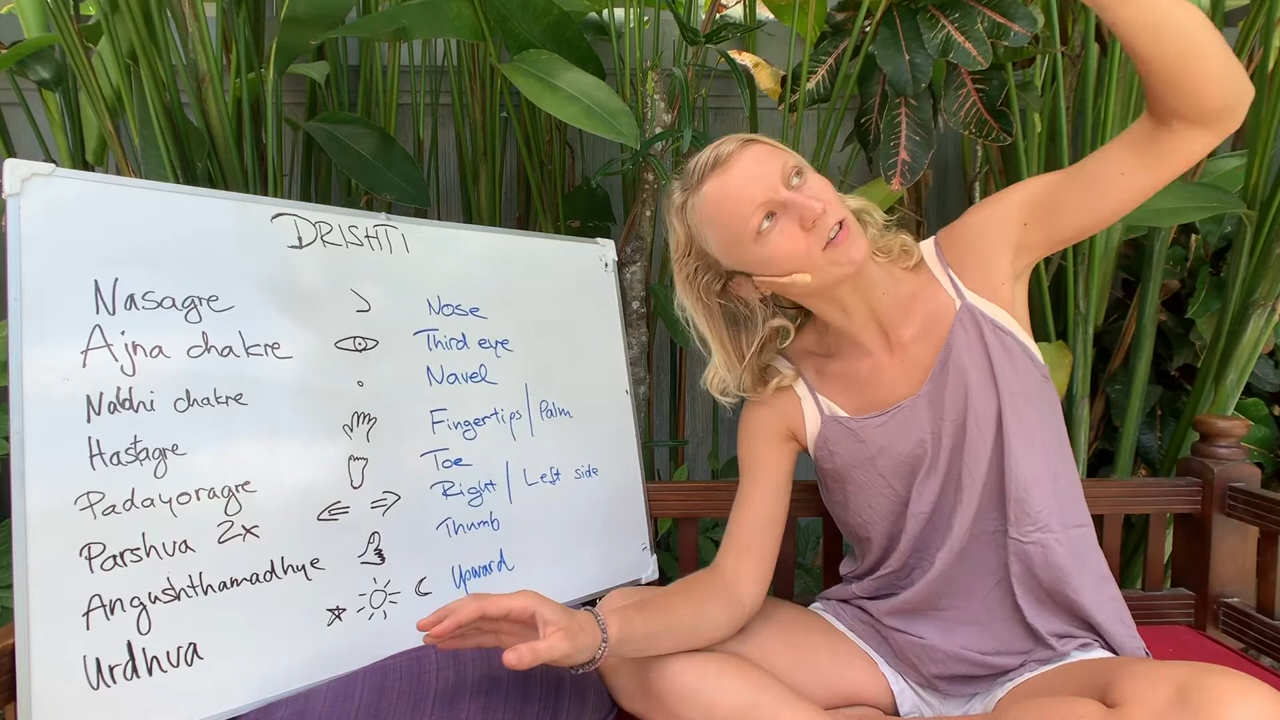 DRISHTI
Nasagre Nose
Ajna chakre Third eye
Nabhi chakre Navel
Hastagre Fingertips / Palm
Padayoragre Toe
Parshva 2x Right / Left side
Angushthamadhye Thumb
Urdhva Upward